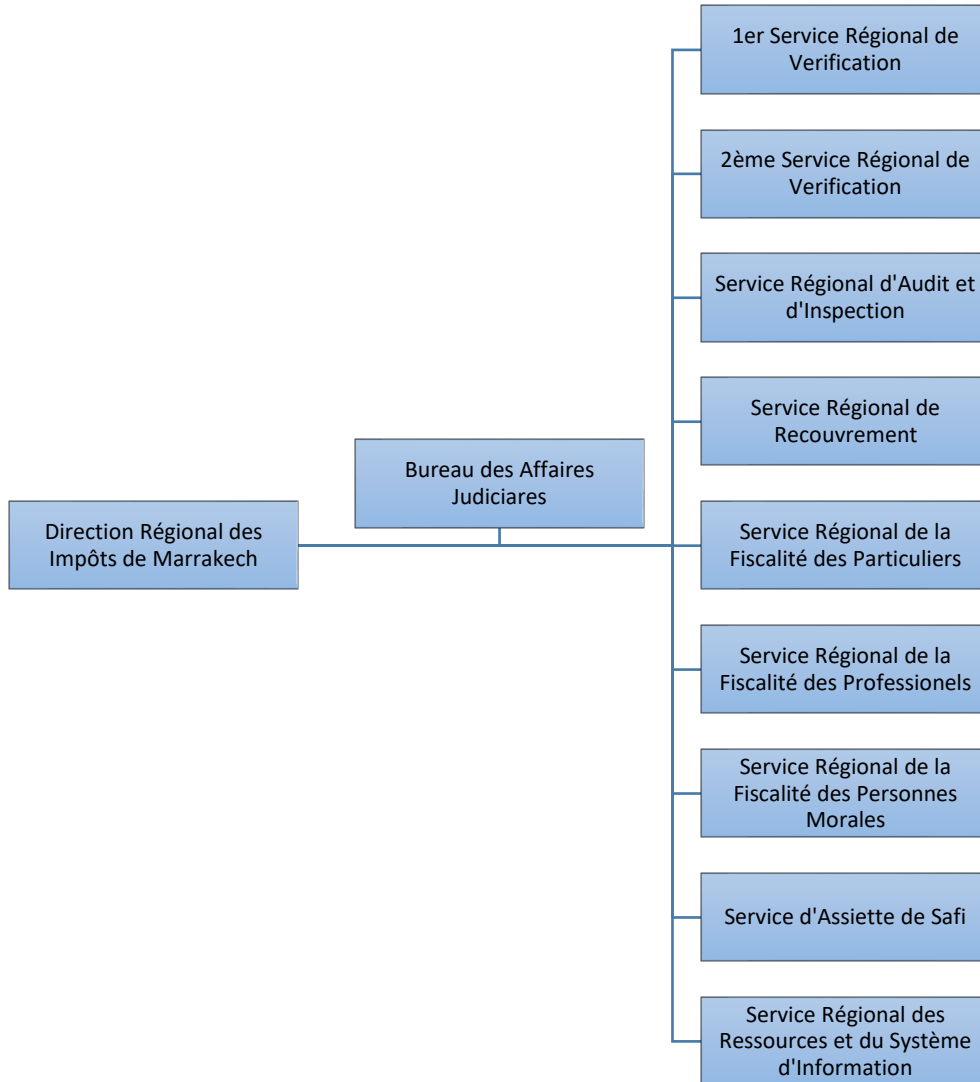 Direction Régional des
Impôts de Marrakech
Bureau des Affaires
Judiciares
1er Service Régional de
Verification
2ème Service Régional de
Verification
Service Régional d'Audit et
d'Inspection
Service Régional de
Recouvrement
Service Régional de la
Fiscalité des Particuliers
Service Régional de la
Fiscalité des Professionels
Service Régional de la
Fiscalité des Personnes
Morales
Service d'Assiette de Safi
Service Régional des
Ressources et du Système
d'Information